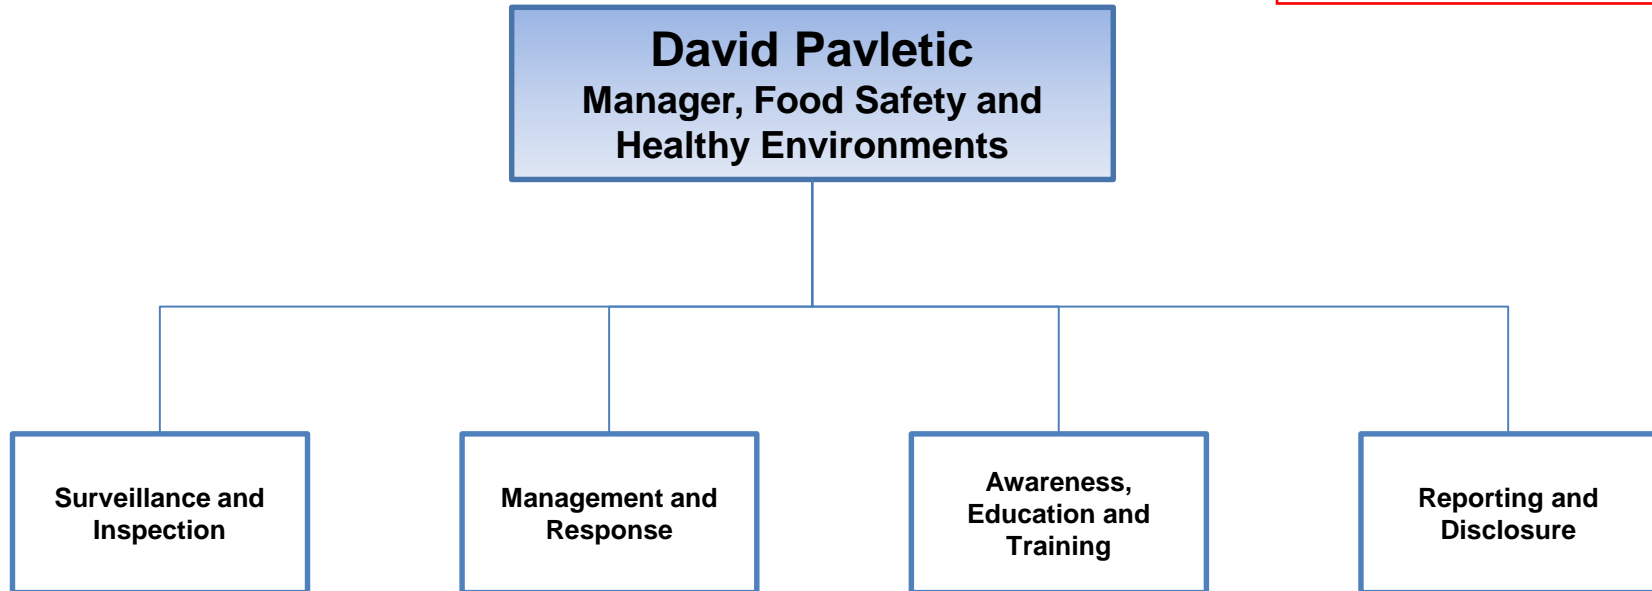 David Pavletic
Manager, Food Safety and
Healthy Environments
Surveillance and
Inspection
Management and
Response
Awareness,
Education and
Training
Reporting and
Disclosure